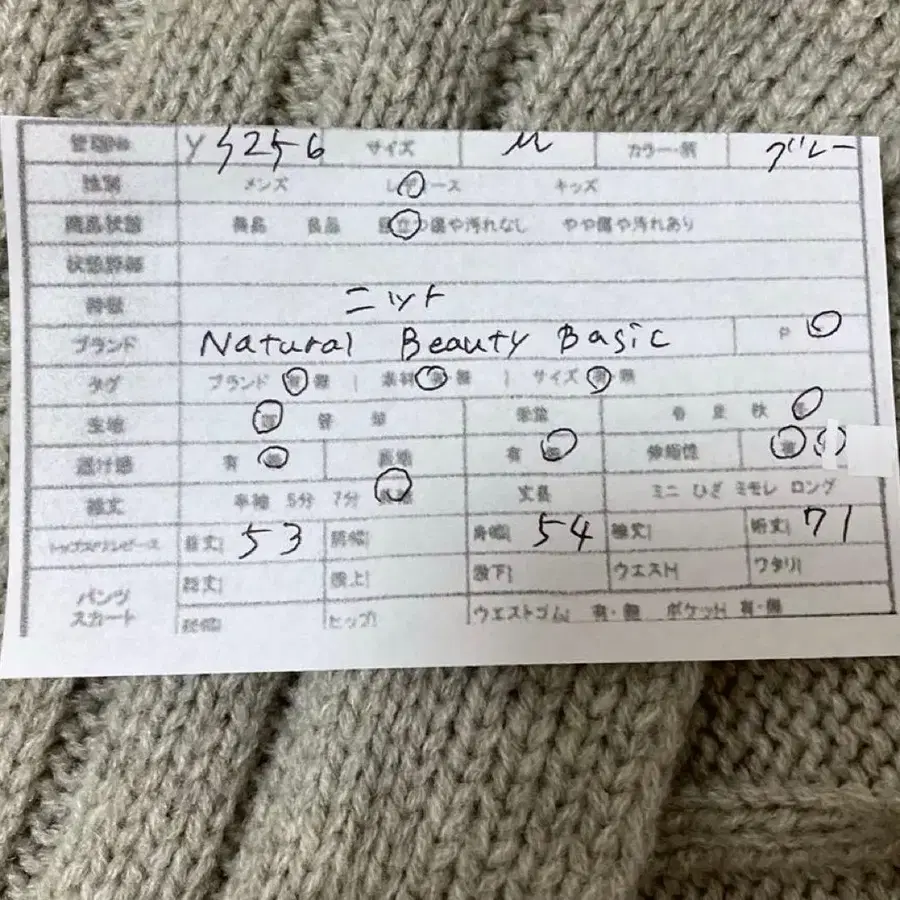 管理No Y5256 サイズ M カラー・柄 グレー
性別 メンズ レディース キッズ
商品状態 美品 良品 目立つ傷や汚れなし やや傷や汚れあり
状態詳細
ニット
ブランド Natural Beauty Basic P
タグ ブランド 有・無 | 素材 有・無 | サイズ 有・無
生地 厚 普 薄 季節 春 夏 秋 冬
透け感 有 無 裏地 有 無 伸縮性
袖丈 半袖 5分 7分 長袖 丈長 ミニ ひざ ミモレ ロング
トップス/ワンピース 着丈| 53 肩幅| 身幅| 54 袖丈| 裄丈| 71
パンツ スカート 総丈| 股上| 股下| ウエスト| ワタリ|
裾幅| ヒップ| ウエストゴム| 有・無 ポケット| 有・無